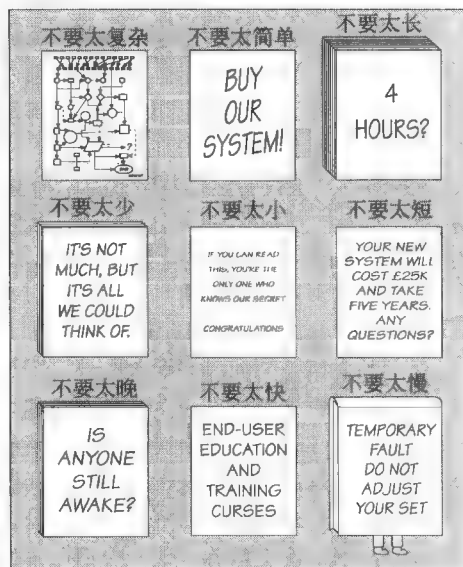 不要太复杂
不要太简单
BUY
OUR
SYSTEM!
不要太长
4
HOURS?
不要太少
IT'S NOT
MUCH, BUT
IT'S ALL
WE COULD
THINK OF.
不要太小
IF YOU CAN READ
THIS, YOU'RE THE
ONLY ONE WHO
KNOWS OUR SECRET
CONGRATULATIONS
不要太短
YOUR NEW
SYSTEM WILL
COST £25K
AND TAKE
FIVE YEARS.
ANY
QUESTIONS?
不要太晚
IS
ANYONE
STILL
AWAKE?
不要太快
END-USER
EDUCATION
AND
TRAINING
CURSES
不要太慢
TEMPORARY
FAULT
DO NOT
ADJUST
YOUR SET